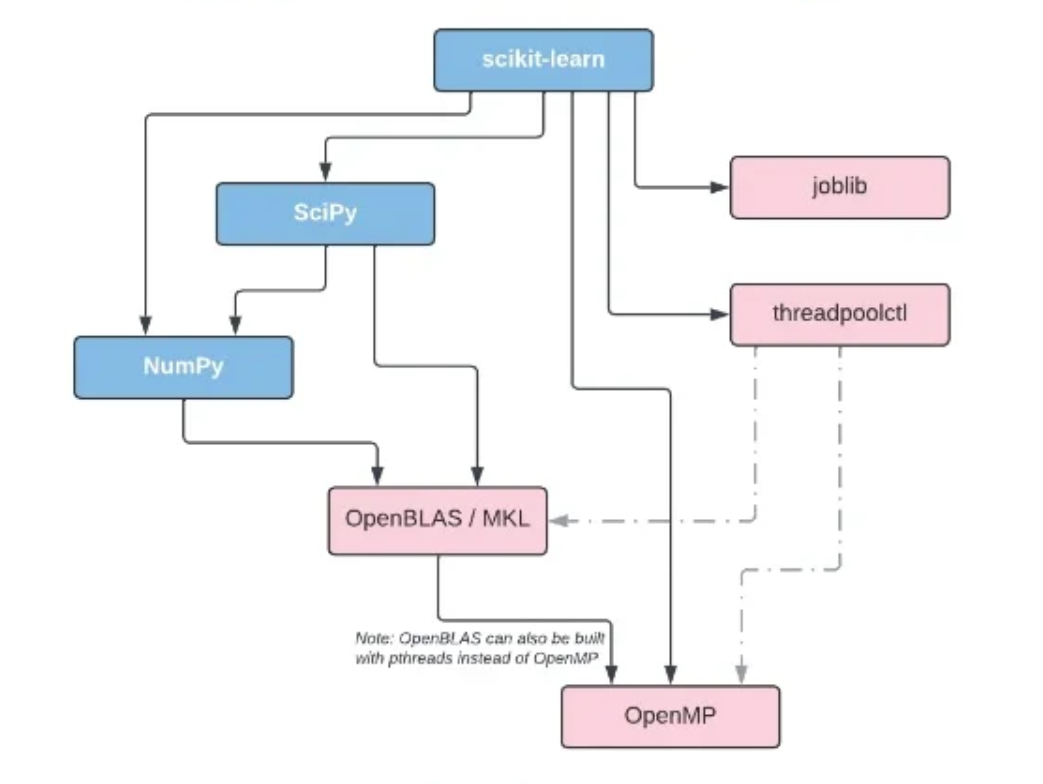 scikit-learn
joblib
SciPy
threadpoolctl
NumPy
OpenBLAS / MKL
Note: OpenBLAS can also be built
with pthreads instead of OpenMP
OpenMP